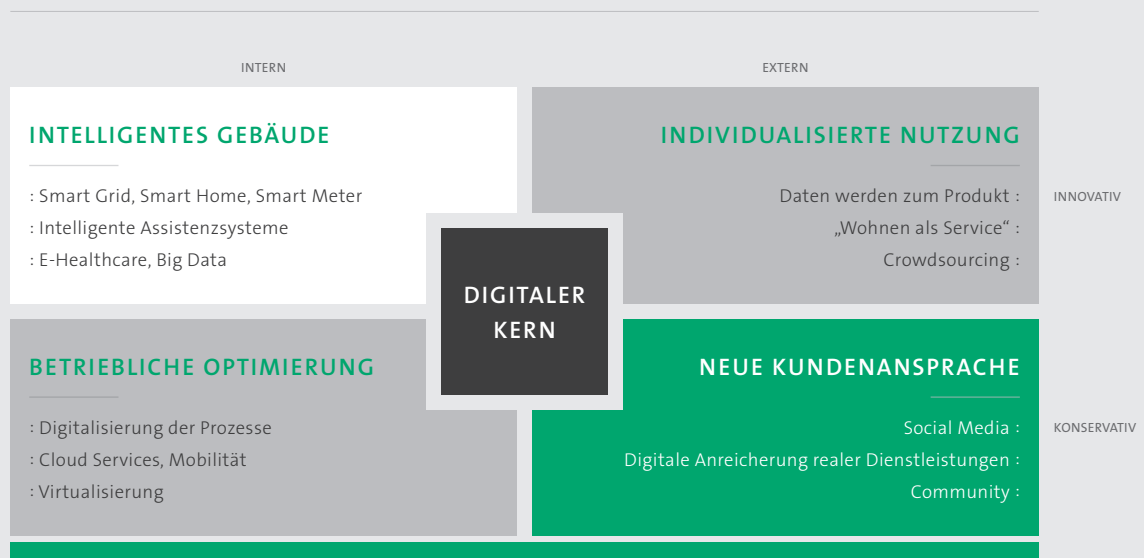 INTERN
EXTERN
INTELLIGENTES GEBÄUDE
: Smart Grid, Smart Home, Smart Meter
: Intelligente Assistenzsysteme
: E-Healthcare, Big Data
INDIVIDUALISIERTE NUTZUNG
Daten werden zum Produkt :
„Wohnen als Service“ :
Crowdsourcing :
INNOVATIV
DIGITALER
KERN
BETRIEBLICHE OPTIMIERUNG
: Digitalisierung der Prozesse
: Cloud Services, Mobilität
: Virtualisierung
NEUE KUNDENANSPRACHE
Social Media :
Digitale Anreicherung realer Dienstleistungen :
Community :
KONSERVATIV